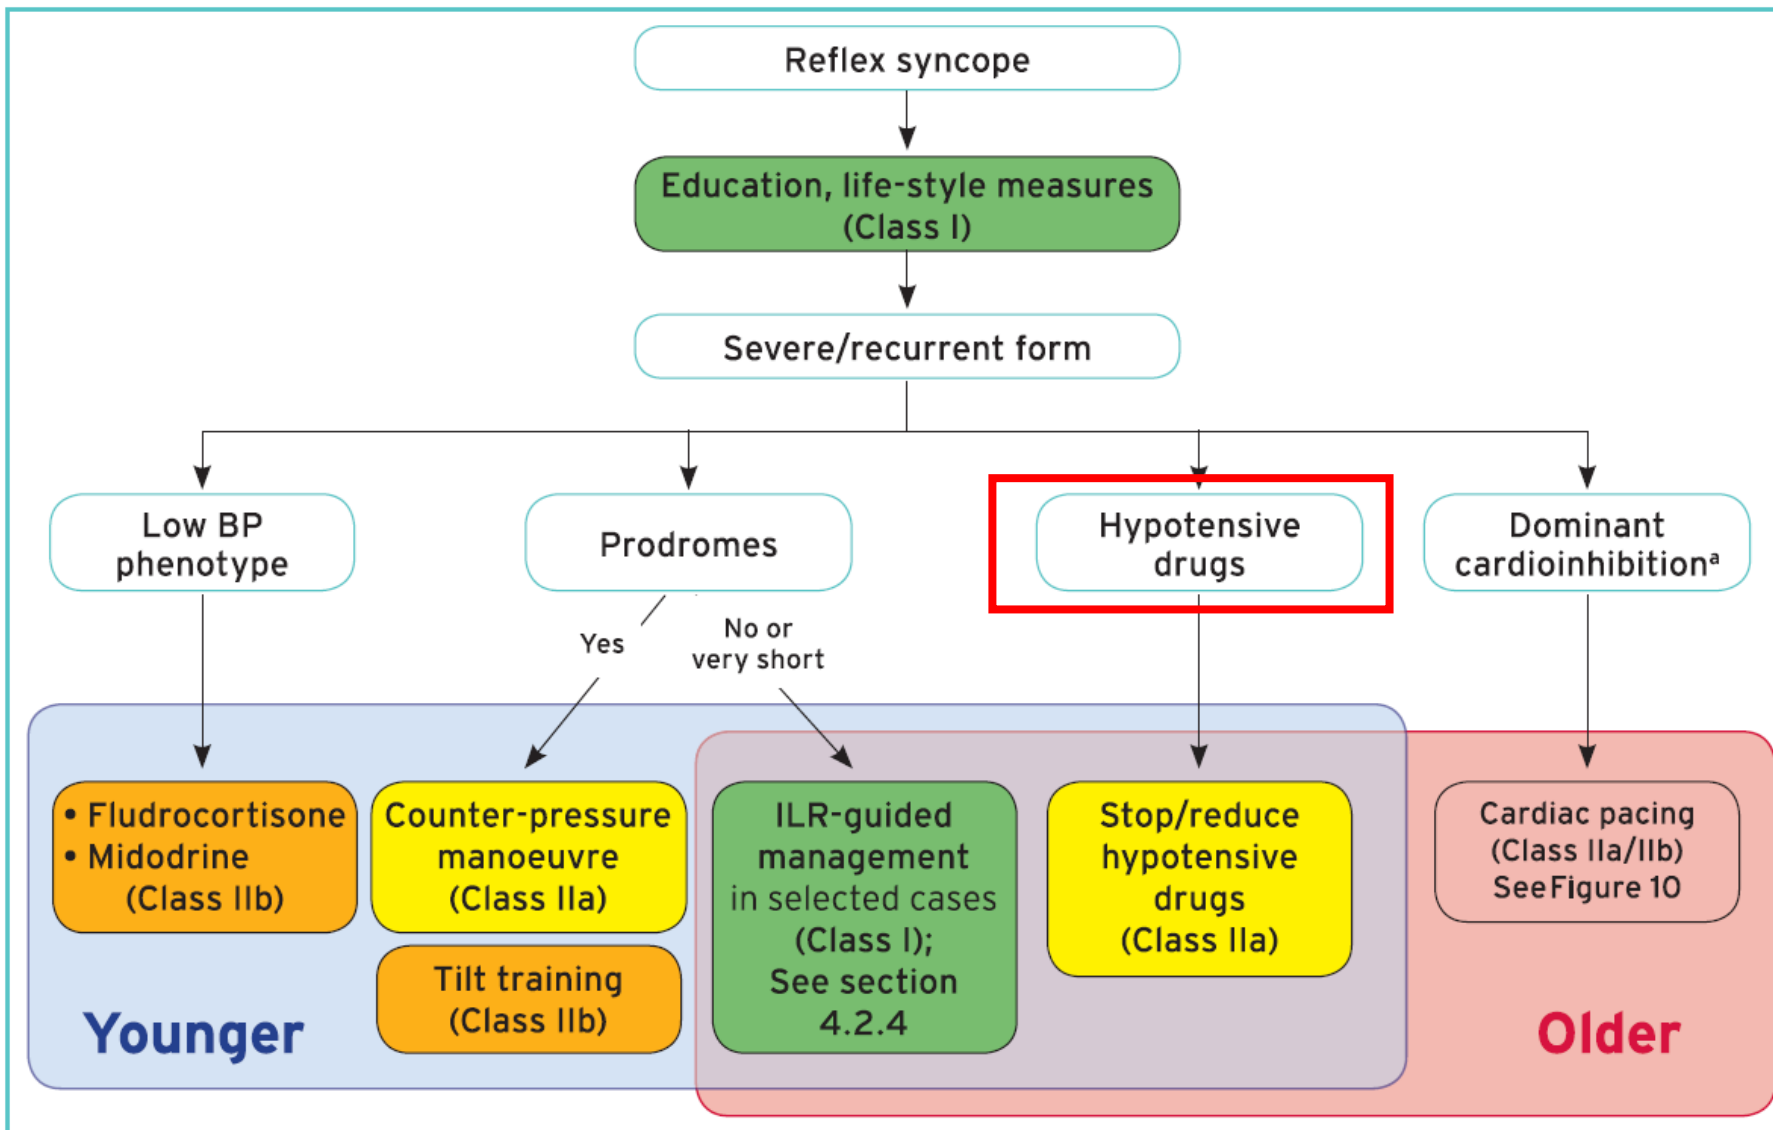 Reflex syncope
Education, life-style measures
(Class I)
Severe/recurrent form
Low BP
phenotype
Prodromes
Hypotensive
drugs
Dominant
cardioinhibitionᵃ
Yes
No or
very short
• Fludrocortisone
• Midodrine
(Class IIb)
Counter-pressure
manoeuvre
(Class IIa)
Tilt training
(Class IIb)
ILR-guided
management
in selected cases
(Class I);
See section
4.2.4
Stop/reduce
hypotensive
drugs
(Class IIa)
Cardiac pacing
(Class IIa/IIb)
See Figure 10
Younger
Older